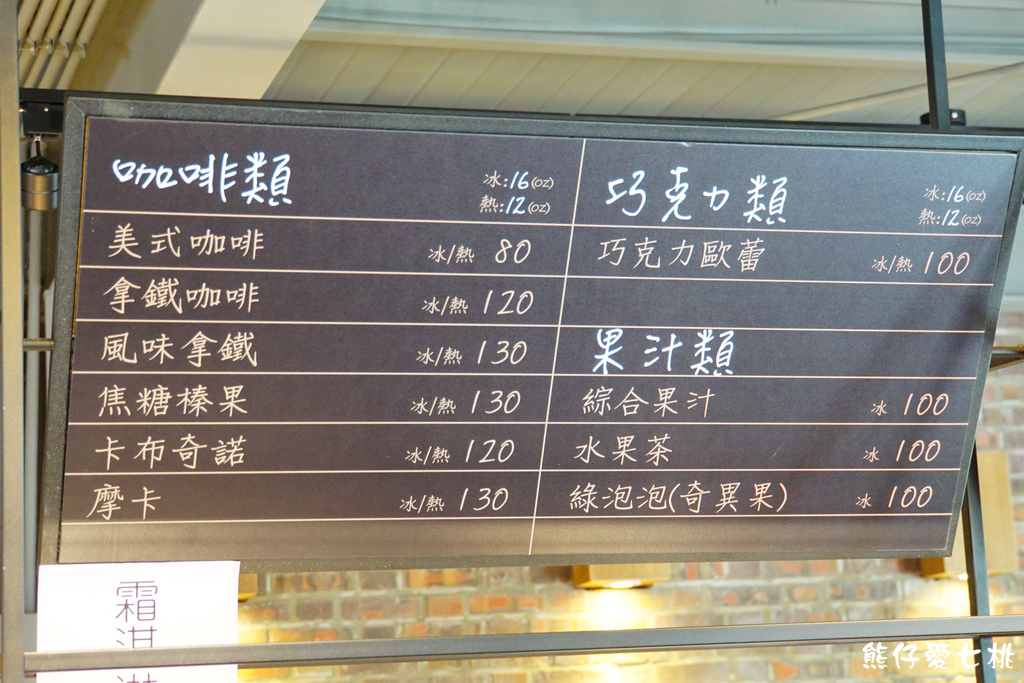 咖啡類 冰:16(oz)
熱:12(oz)
美式咖啡 冰/熱 80
拿鐵咖啡 冰/熱 120
風味拿鐵 冰/熱 130
焦糖榛果 冰/熱 130
卡布奇諾 冰/熱 120
摩卡 冰/熱 130
巧克力類 冰:16(oz)
熱:12(oz)
巧克力歐蕾 冰/熱 100
果汁類
綜合果汁 冰 100
水果茶 冰 100
綠泡泡(奇異果) 冰 100
霜淇
熊仔愛七桃